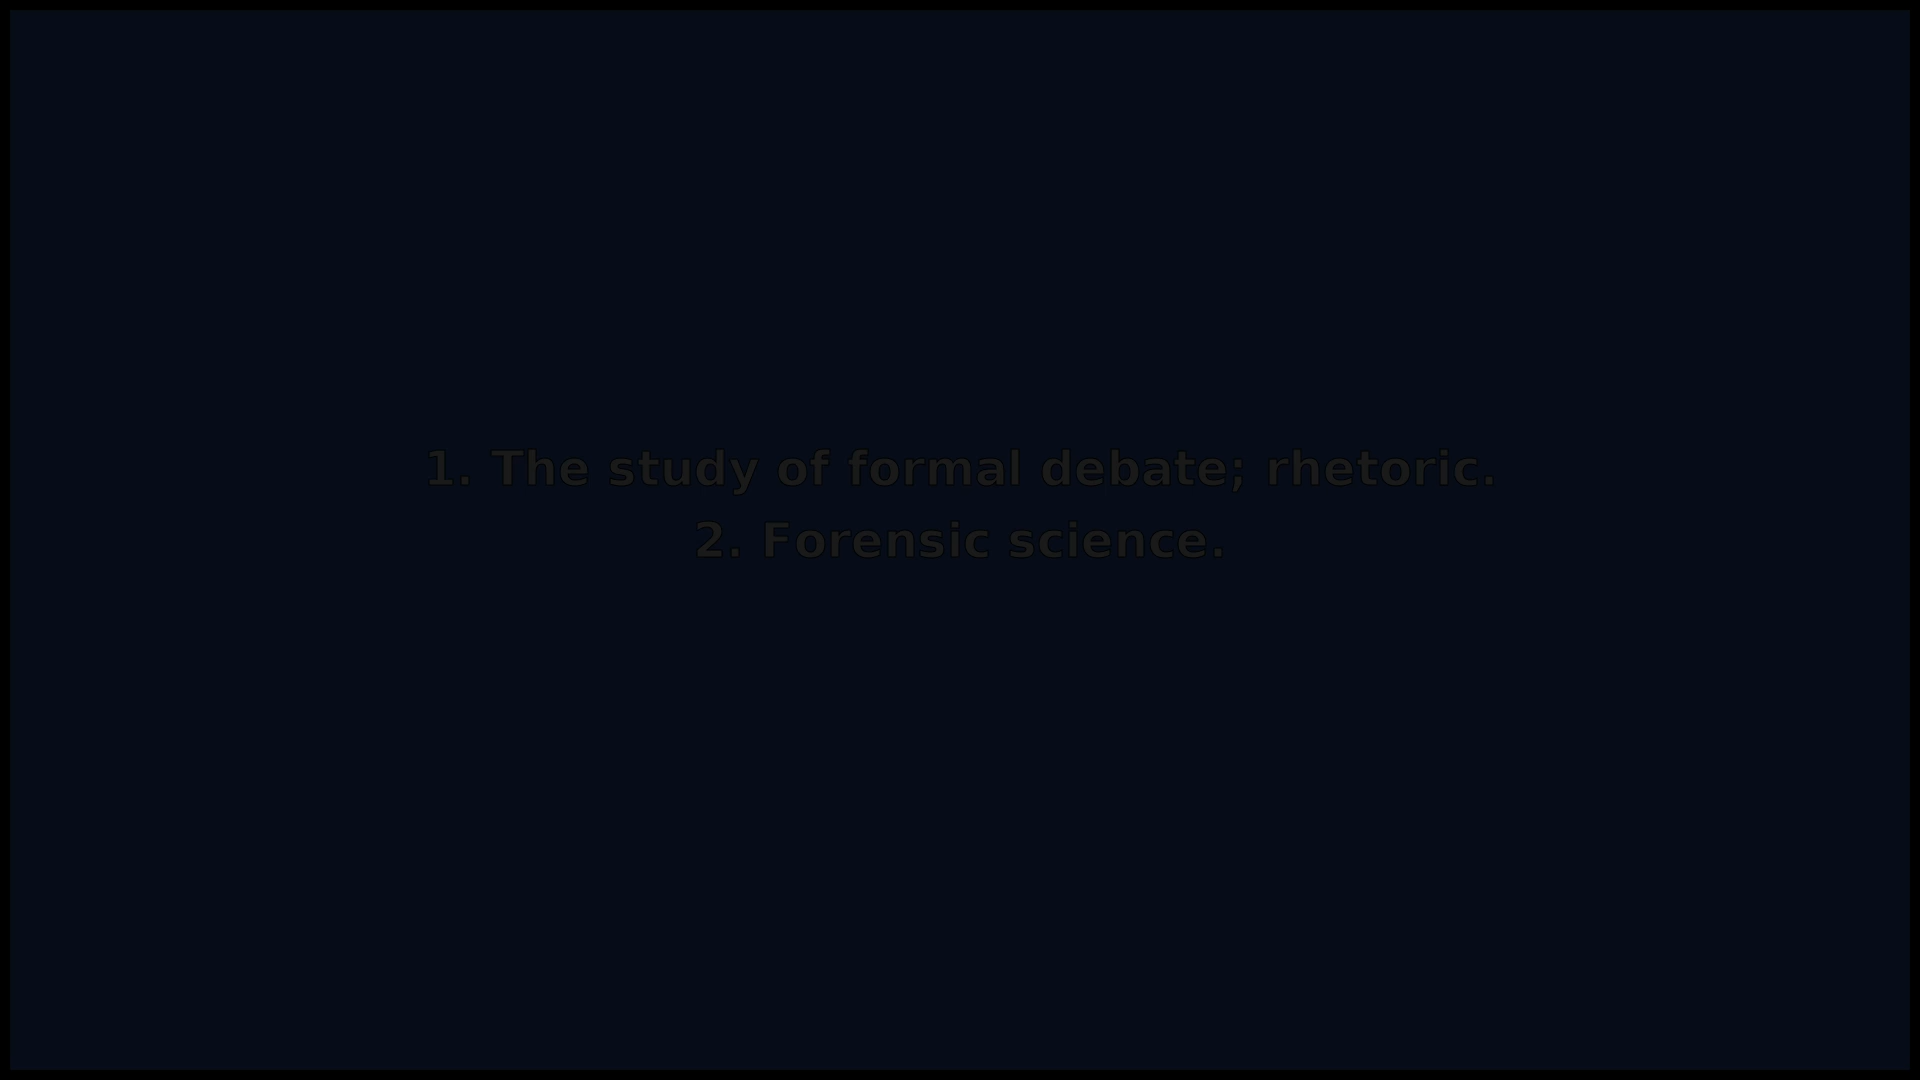 1. The study of formal debate; rhetoric.
2. Forensic science.